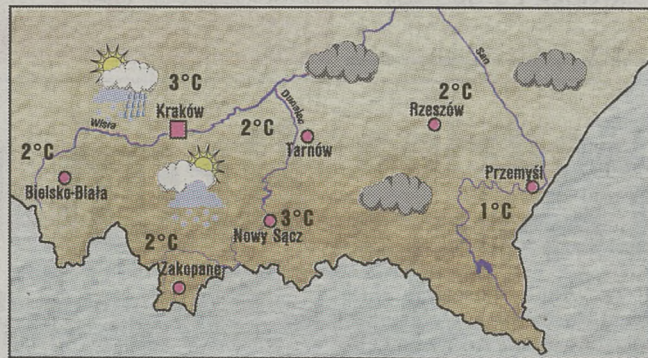 San
3°C
Kraków
2°C
Rzeszów
Dunajec
Wisła
2°C
Tarnów
2°C
Bielsko-Biała
Przemyśl
1°C
3°C
Nowy Sącz
2°C
Zakopane